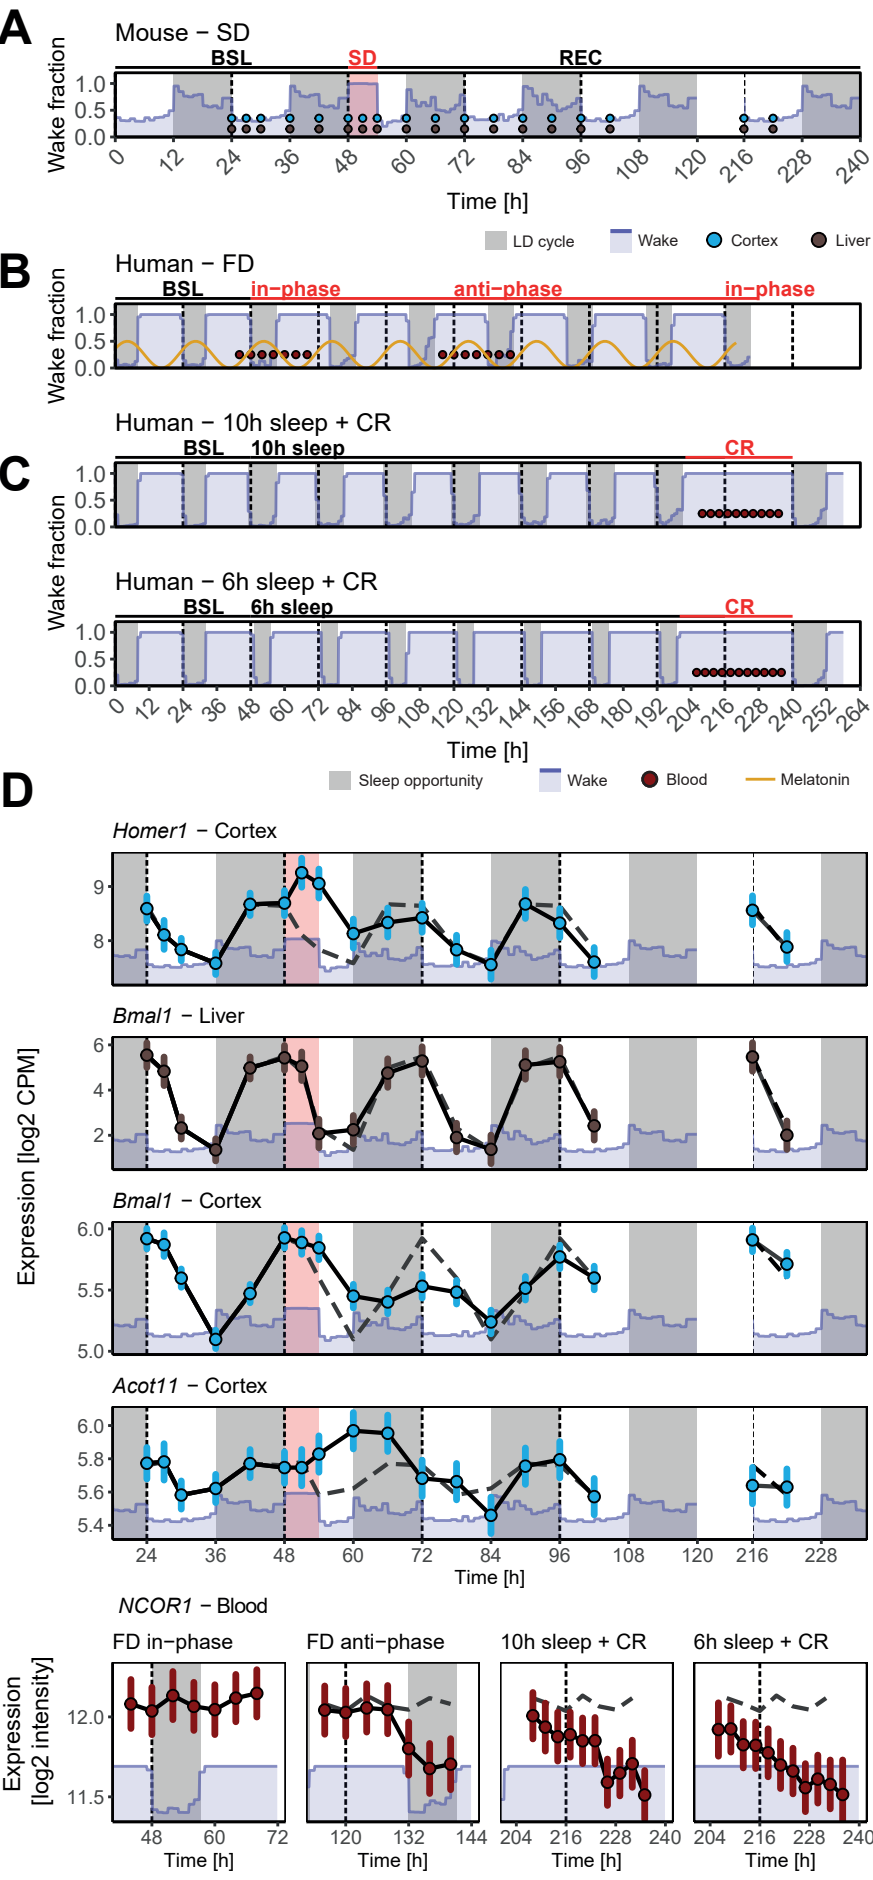 A
Mouse − SD
BSL SD REC
Wake fraction
1.0
0.5
0.0
0 12 24 36 48 60 72 84 96 108 120 216 228 240
Time [h]
LD cycle Wake Cortex Liver
B
Human − FD
BSL in−phase anti−phase in−phase
Wake fraction
1.0
0.5
0.0
Human − 10h sleep + CR
C
BSL 10h sleep CR
Wake fraction
1.0
0.5
0.0
Human − 6h sleep + CR
BSL 6h sleep CR
1.0
0.5
0.0
0 12 24 36 48 60 72 84 96 108 120 132 144 156 168 180 192 204 216 228 240 252 264
Time [h]
Sleep opportunity Wake Blood Melatonin
D
Homer1 − Cortex
9
8
Bmal1 − Liver
Expression [log2 CPM]
6
4
2
Bmal1 − Cortex
6.0
5.5
5.0
Acot11 − Cortex
6.0
5.8
5.6
5.4
24 36 48 60 72 84 96 108 120 216 228
Time [h]
NCOR1 − Blood
FD in−phase FD anti−phase 10h sleep + CR 6h sleep + CR
Expression
[log2 intensity]
12.0
11.5
48 60 72 120 132 144 204 216 228 240 204 216 228 240
Time [h] Time [h] Time [h] Time [h]